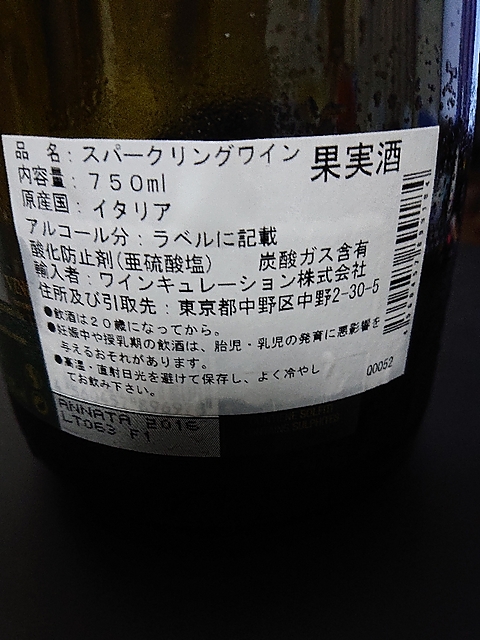 品 名：スパークリングワイン 果実酒
内容量：７５０ml
原産国：イタリア
アルコール分：ラベルに記載
酸化防止剤(亜硫酸塩) 炭酸ガス含有
輸入者：ワインキュレーション株式会社
住所及び引取先：東京都中野区中野2-30-5
●飲酒は２０歳になってから。
●妊娠中や授乳期の飲酒は、胎児・乳児の発育に悪影響を
与えるおそれがあります。
●高温・直射日光を避けて保存し、よく冷やし
てお飲み下さい。
00052
ANNATA 2016
LT063 F1